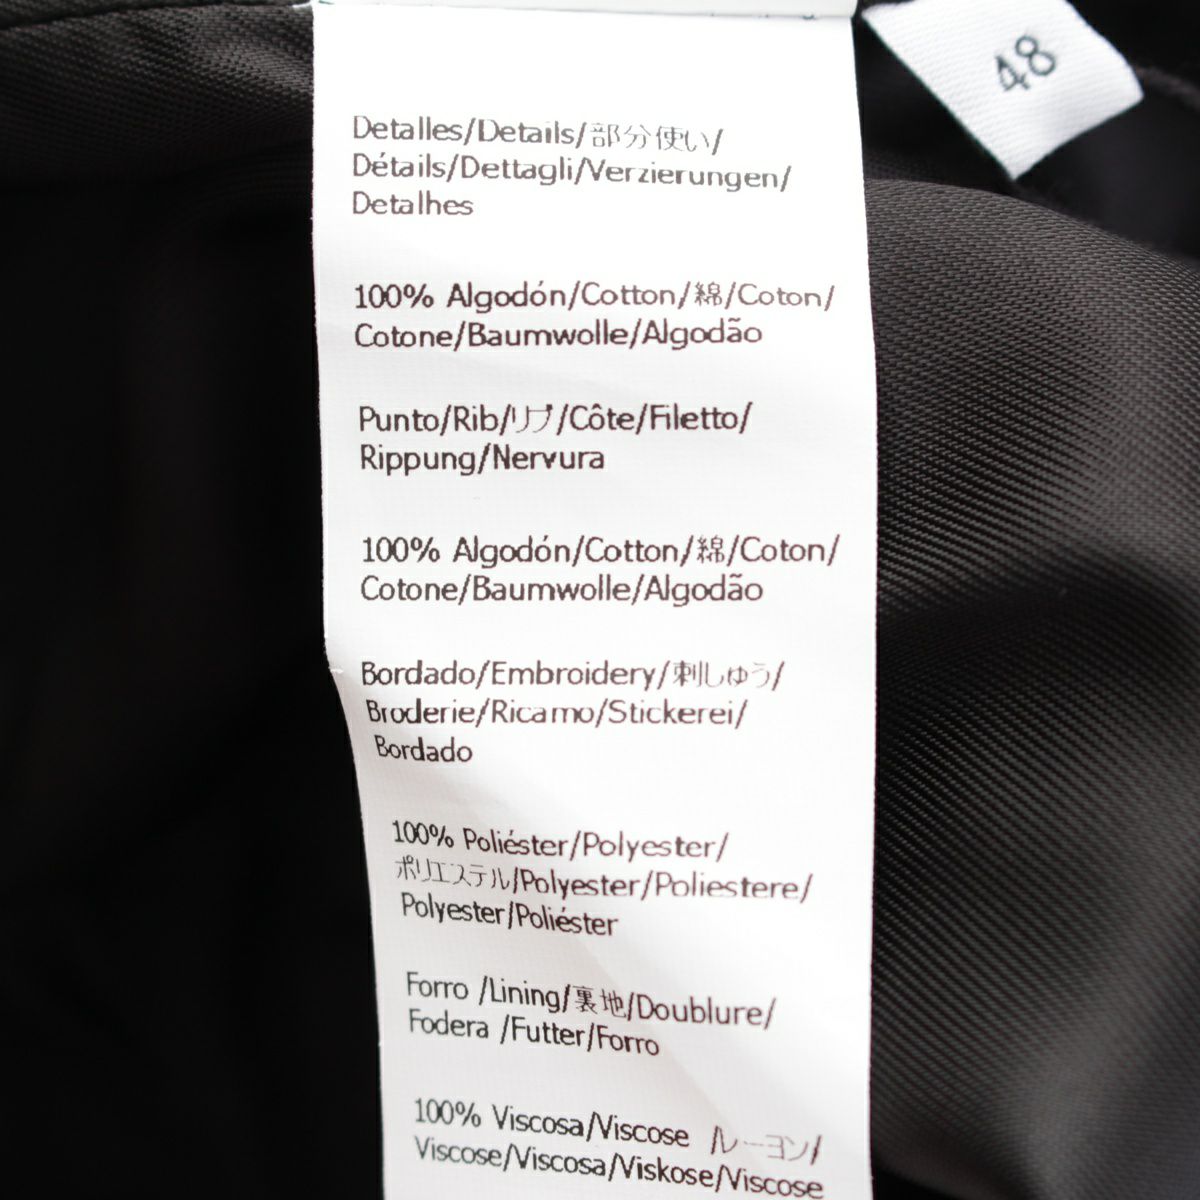 48
Detalles/Details/部分使い/
Détails/Dettagli/Verzierungen/
Detalhes
100% Algodón/Cotton/綿/Coton/
Cotone/Baumwolle/Algodão
Punto/Rib/リブ/Côte/Filetto/
Rippung/Nervura
100% Algodón/Cotton/綿/Coton/
Cotone/Baumwolle/Algodão
Bordado/Embroidery/刺しゅう/
Broderie/Ricamo/Stickerei/
Bordado
100% Poliéster/Polyester/
ポリエステル/Polyester/Poliestere/
Polyester/Poliéster
Forro /Lining/裏地/Doublure/
Fodera /Futter/Forro
100% Viscosa/Viscose /レーヨン/
Viscose/Viscosa/Viskose/Viscose